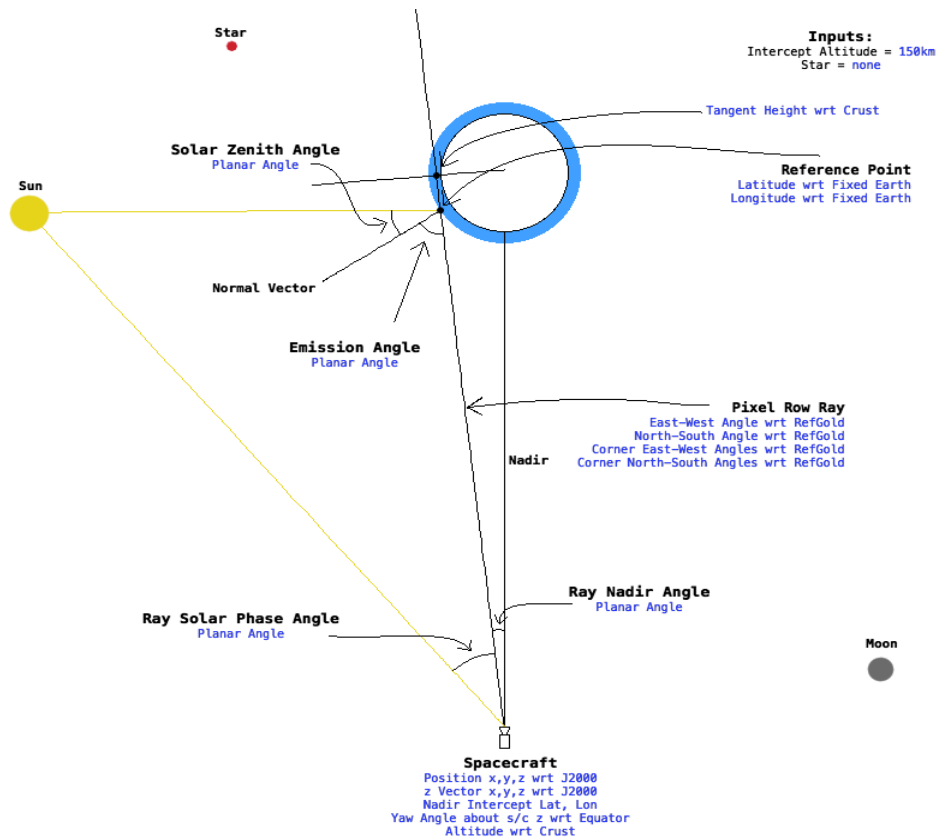 Star
Inputs:
Intercept Altitude = 150km
Star = none
Tangent Height wrt Crust
Solar Zenith Angle
Planar Angle
Reference Point
Latitude wrt Fixed Earth
Longitude wrt Fixed Earth
Sun
Normal Vector
Emission Angle
Planar Angle
Pixel Row Ray
East-West Angle wrt RefGold
North-South Angle wrt RefGold
Corner East-West Angles wrt RefGold
Corner North-South Angles wrt RefGold
Nadir
Ray Nadir Angle
Planar Angle
Ray Solar Phase Angle
Planar Angle
Moon
Spacecraft
Position x,y,z wrt J2000
z Vector x,y,z wrt J2000
Nadir Intercept Lat, Lon
Yaw Angle about s/c z wrt Equator
Altitude wrt Crust